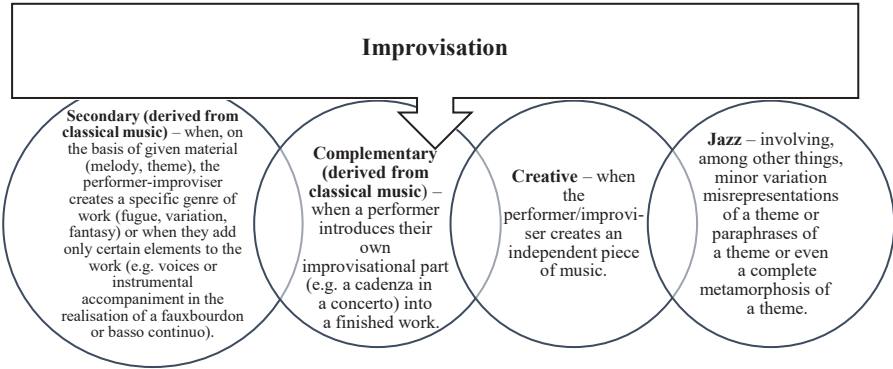 Improvisation
Secondary (derived from
classical music) – when, on
the basis of given material
(melody, theme), the
performer-improviser
creates a specific genre of
work (fugue, variation,
fantasy) or when they add
only certain elements to the
work (e.g. voices or
instrumental
accompaniment in the
realisation of a fauxbourdon
or basso continuo).
Complementary
(derived from
classical music) –
when a performer
introduces their
own
improvisational part
(e.g. a cadenza in
a concerto) into
a finished work.
Creative – when
the
performer/improvi-
ser creates an
independent piece
of music.
Jazz – involving,
among other things,
minor variation
misrepresentations
of a theme or
paraphrases of
a theme or even
a complete
metamorphosis of
a theme.